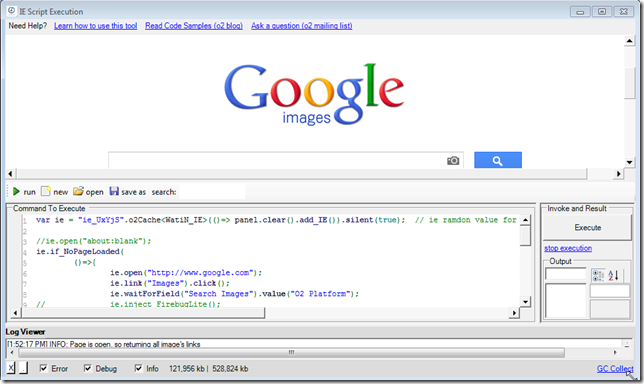 IE Script Execution
Need Help? Learn how to use this tool Read Code Samples (o2 blog) Ask a question (o2 mailing list)
Google
images
run new open save as search:
Command To Execute
1 var ie = "ie_UxYjS".o2Cache<WatiN_IE>(()=> panel.clear().add_IE()).silent(true); // ie ramdon value for
2
3 //ie.open("about:blank");
4 ie.if_NoPageLoaded(
5 ()=>{
6 ie.open("http://www.google.com");
7 ie.link("Images").click();
8 ie.waitForField("Search Images").value("O2 Platform");
9 // ie.inject_FirebugLite();
Invoke and Result
Execute
stop execution
Output
Log Viewer
[1:52:17 PM] INFO: Page is open, so returning all image's links
X . Error Debug Info 121,956 kb | 528,824 kb GC Collect